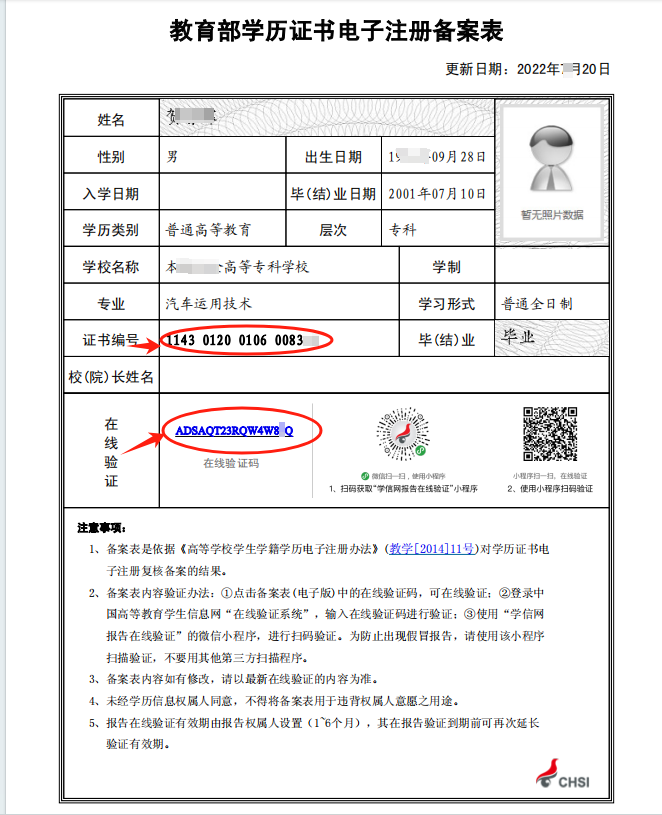 教育部学历证书电子注册备案表
更新日期：2022年 月20日
姓名
性别 男 出生日期 19 09月28日
入学日期 毕(结)业日期 2001年07月10日
暂无照片数据
学历类别 普通高等教育 层次 专科
学校名称 本 高等专科学校 学制
专业 汽车运用技术 学习形式 普通全日制
证书编号 1143 0120 0106 0083 毕(结)业 毕业
校(院)长姓名
在线验证
ADSAQT23RQW4W8 Q
在线验证码
微信扫一扫，使用小程序
1、扫码获取“学信网报告在线验证”小程序
小程序扫一扫，在线验证
2、使用小程序扫码验证
注意事项：
1、备案表是依据《高等学校学生学籍学历电子注册办法》(教学[2014]11号)对学历证书电
子注册复核备案的结果。
2、备案表内容验证办法：①点击备案表(电子版)中的在线验证码，可在线验证；②登录中
国高等教育学生信息网“在线验证系统”，输入在线验证码进行验证；③使用“学信网
报告在线验证”的微信小程序，进行扫码验证。为防止出现假冒报告，请使用该小程序
扫描验证，不要用其他第三方扫描程序。
3、备案表内容如有修改，请以最新在线验证的内容为准。
4、未经学历信息权属人同意，不得将备案表用于违背权属人意愿之用途。
5、报告在线验证有效期由报告权属人设置（1~6个月），其在报告验证到期前可再次延长
验证有效期。
CHSI